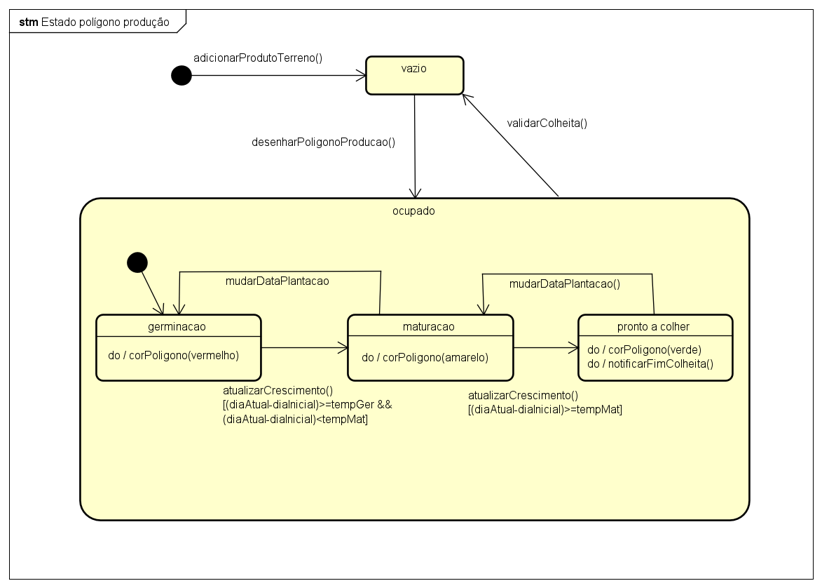 stm Estado polígono produção
adicionarProdutoTerreno()
vazio
validarColheita()
desenharPoligonoProducao()
ocupado
mudarDataPlantacao
mudarDataPlantacao()
germinacao
do / corPoligono(vermelho)
maturacao
do / corPoligono(amarelo)
pronto a colher
do / corPoligono(verde)
do / notificarFimColheita()
atualizarCrescimento()
[(diaAtual-diaInicial)>=tempGer &&
(diaAtual-diaInicial)<tempMat]
atualizarCrescimento()
[(diaAtual-diaInicial)>=tempMat]